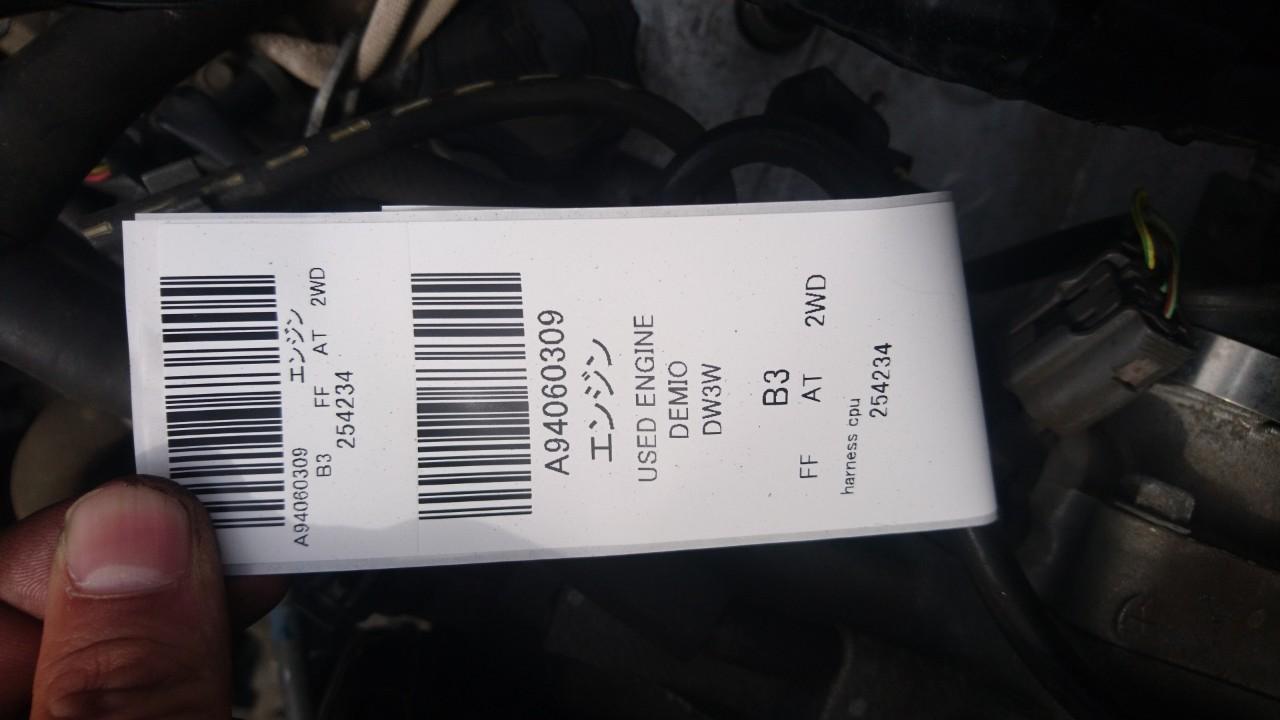 A94060309 エンジン
B3 FF AT 2WD
254234
A94060309
エンジン
USED ENGINE
DEMIO
DW3W
B3
FF AT 2WD
harness cpu
254234